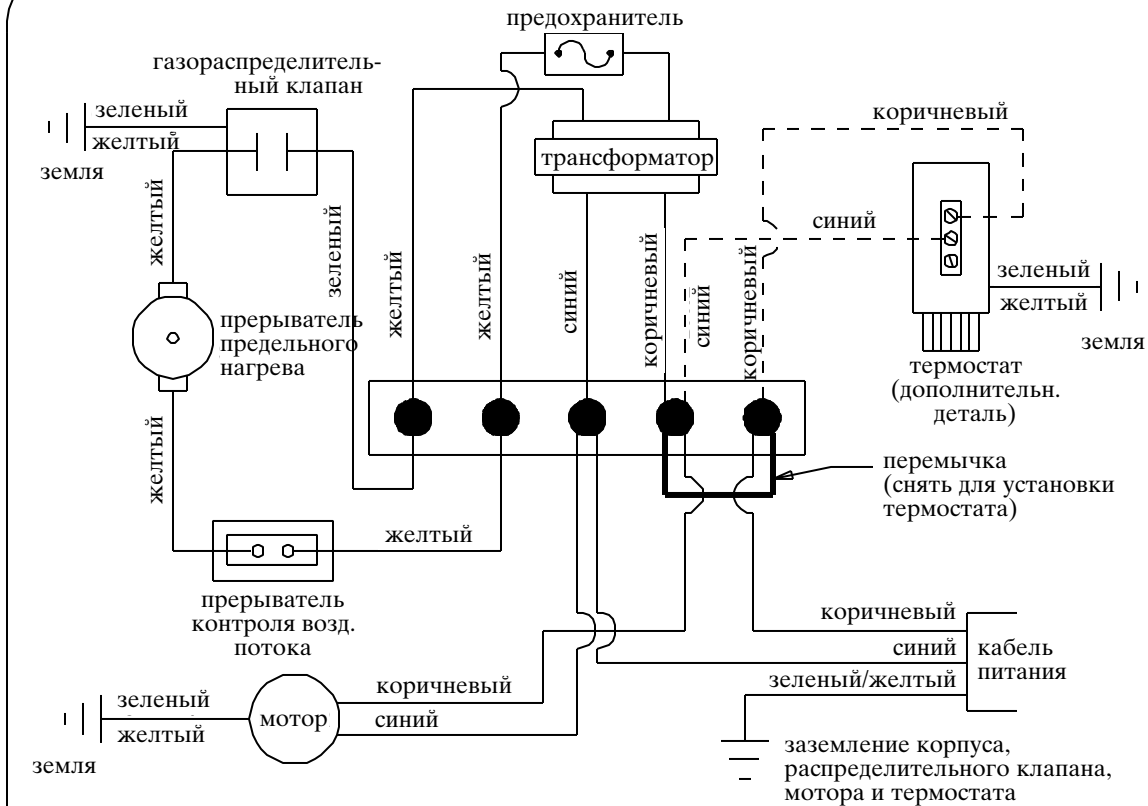 предохранитель
газораспределитель-
ный клапан
зеленый
желтый
земля
коричневый
трансформатор
синий
желтый
зеленый
желтый
желтый
синий
коричневый
синий
коричневый
зеленый
желтый
земля
прерыватель
предельного
нагрева
термостат
(дополнительн.
деталь)
желтый
перемычка
(снять для установки
термостата)
желтый
прерыватель
контроля возд.
потока
коричневый
синий
зеленый/желтый
кабель
питания
зеленый
желтый
земля
мотор
коричневый
синий
заземление корпуса,
распределительного клапана,
мотора и термостата